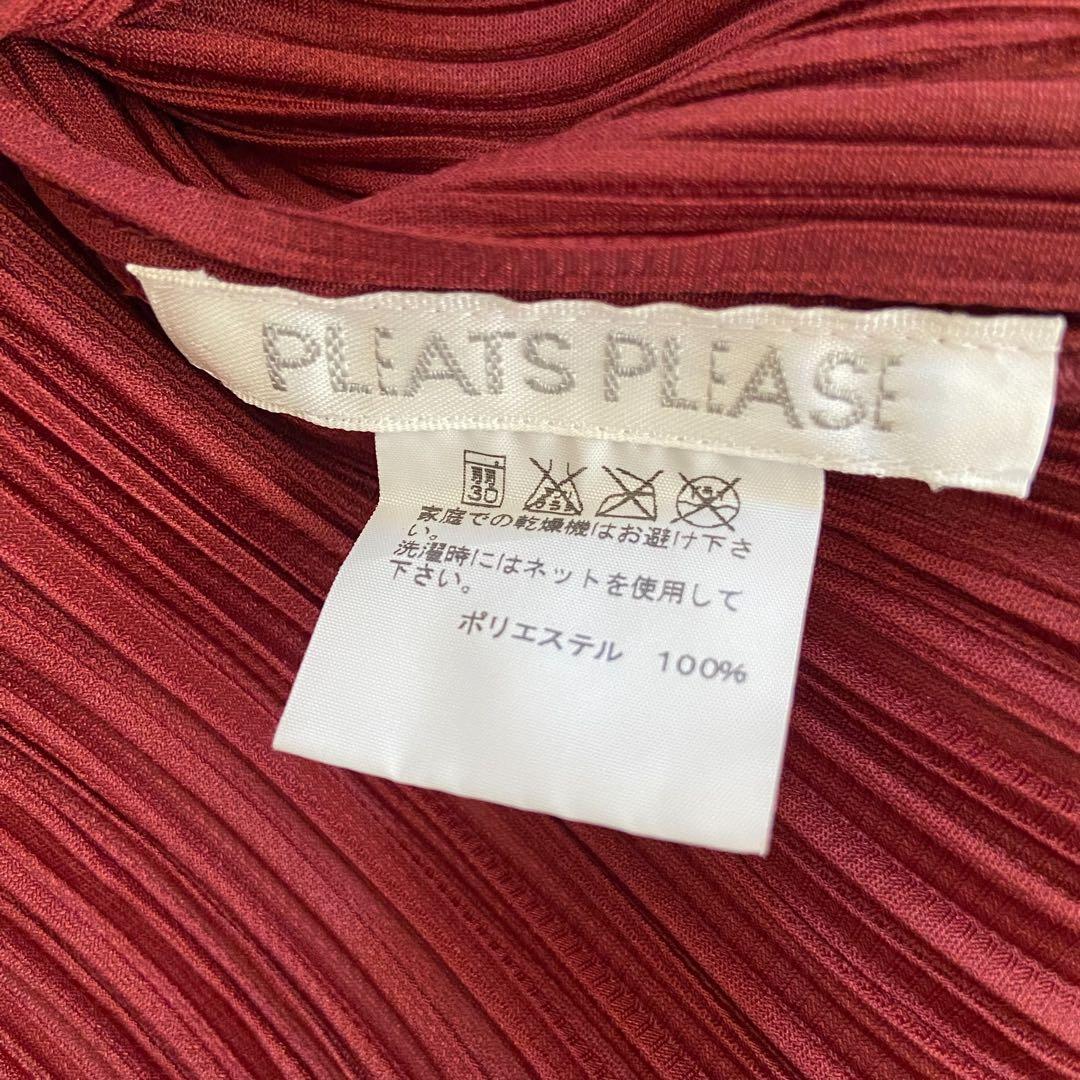 PLEATS PLEASE
家庭での乾燥機はお避け下さ
い。
洗濯時にはネットを使用して
下さい。
ポリエステル 100%